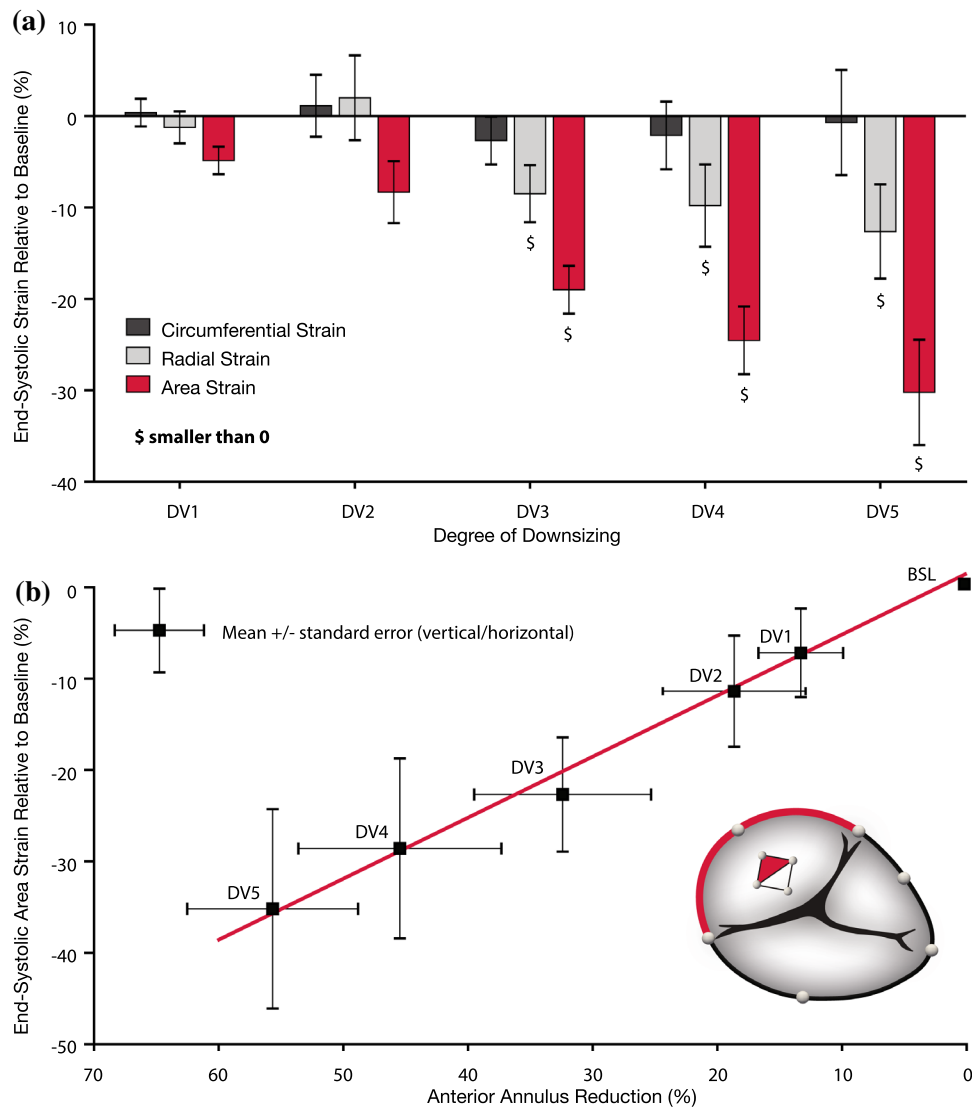 (a)
End-Systolic Strain Relative to Baseline (%)
10
0
-10
-20
-30
-40
$
$
$
$
$
$
Circumferential Strain
Radial Strain
Area Strain
$ smaller than 0
DV1 DV2 DV3 DV4 DV5
Degree of Downsizing
(b)
End-Systolic Area Strain Relative to Baseline (%)
0
-10
-20
-30
-40
-50
Mean +/- standard error (vertical/horizontal)
BSL
DV1
DV2
DV3
DV4
DV5
70 60 50 40 30 20 10 0
Anterior Annulus Reduction (%)